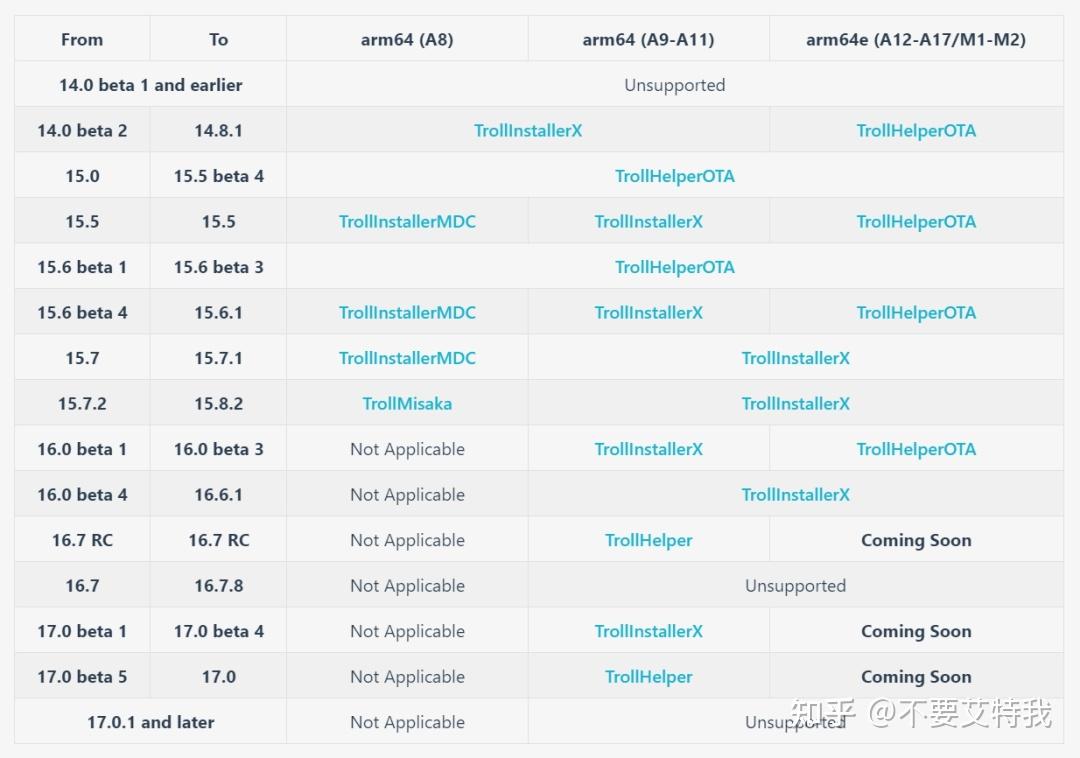 From To arm64 (A8) arm64 (A9-A11) arm64e (A12-A17/M1-M2)
14.0 beta 1 and earlier Unsupported
14.0 beta 2 14.8.1 TrollInstallerX TrollHelperOTA
15.0 15.5 beta 4 TrollHelperOTA
15.5 15.5 TrollInstallerMDC TrollInstallerX TrollHelperOTA
15.6 beta 1 15.6 beta 3 TrollHelperOTA
15.6 beta 4 15.6.1 TrollInstallerMDC TrollInstallerX TrollHelperOTA
15.7 15.7.1 TrollInstallerMDC TrollInstallerX
15.7.2 15.8.2 TrollMisaka TrollInstallerX
16.0 beta 1 16.0 beta 3 Not Applicable TrollInstallerX TrollHelperOTA
16.0 beta 4 16.6.1 Not Applicable TrollInstallerX
16.7 RC 16.7 RC Not Applicable TrollHelper Coming Soon
16.7 16.7.8 Not Applicable Unsupported
17.0 beta 1 17.0 beta 4 Not Applicable TrollInstallerX Coming Soon
17.0 beta 5 17.0 Not Applicable TrollHelper Coming Soon
17.0.1 and later Not Applicable Unsupported
知乎 @不要艾特我